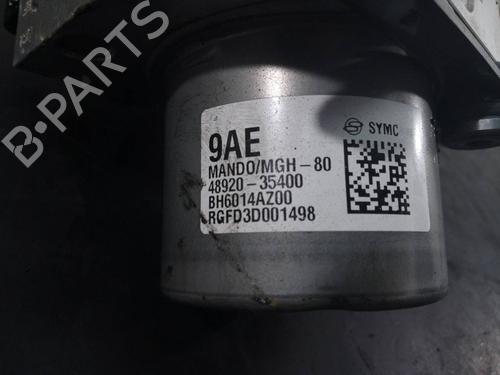 B-PARTS
SYMC
9AE
MANDO/MGH-80
48920-35400
BH6014AZ00
RGFD3D001498